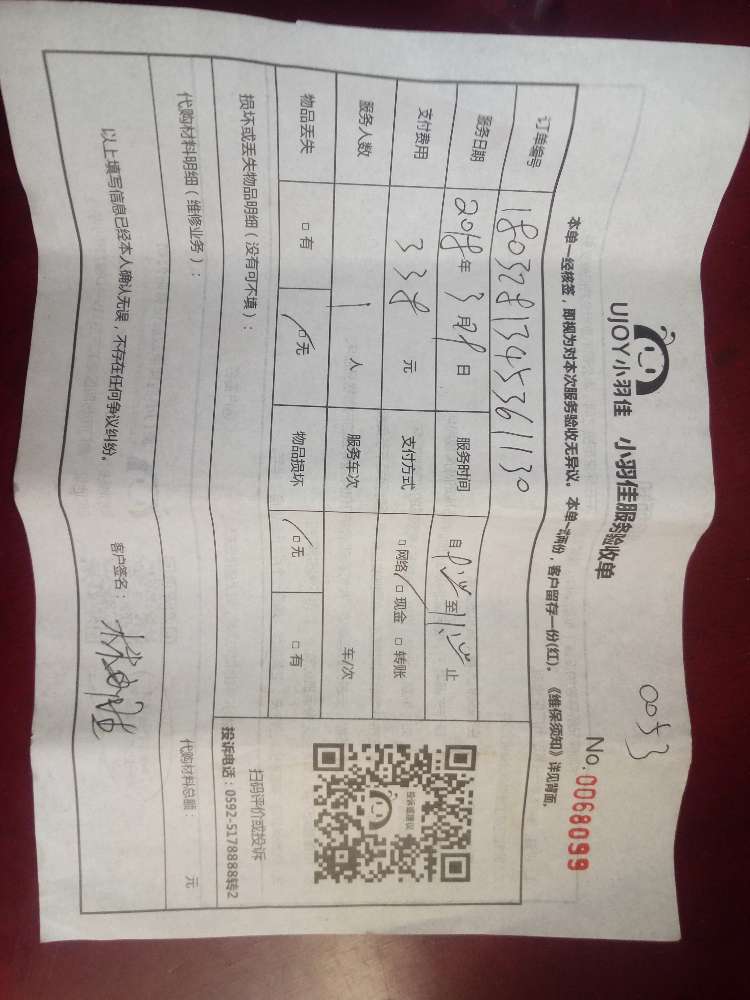 0053
UJOY小羽佳 小羽佳服务验收单
No.0068099
本单一经核签，即视为对本次服务验收无异议。本单一式两份，客户留存一份(红)。《维保须知》详见背面。
订单编号 1803281345361130
服务日期 2018年3月28日 服务时间 自 至 止
支付费用 338元 支付方式 □网络 □现金 □转账
服务人数 1人 服务车次 车/次
物品丢失 □有 □无 物品损坏 □无 □有
损坏或丢失物品明细（没有可不填）：
投诉或建议
扫码评价或投诉
投诉电话：0592-5178888转2
代购材料明细（维修业务）： 代购材料总额： 元
以上填写信息已经本人确认无误，不存在任何争议纠纷。 客户签名：